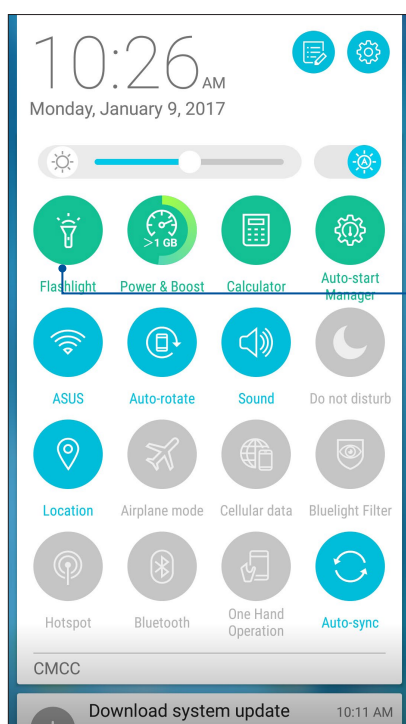 10:26 AM
Monday, January 9, 2017
A
>1 GB
Flashlight
Power & Boost
Calculator
Auto-start
Manager
ASUS
Auto-rotate
Sound
Do not disturb
Location
Airplane mode
Cellular data
Bluelight Filter
Hotspot
Bluetooth
One Hand
Operation
Auto-sync
CMCC
Download system update
10:11 AM